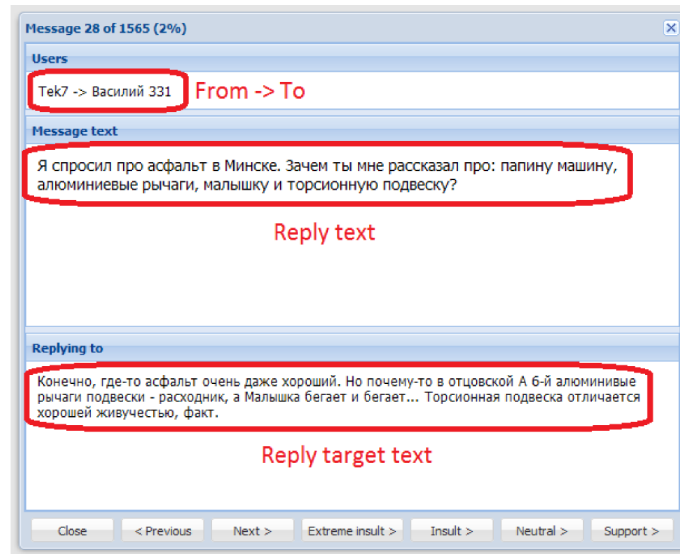 Message 28 of 1565 (2%)
Users
Tek7 -> Василий 331 From -> To
Message text
Я спросил про асфальт в Минске. Зачем ты мне рассказал про: папину машину,
алюминиевые рычаги, малышку и торсионную подвеску?
Reply text
Replying to
Конечно, где-то асфальт очень даже хороший. Но почему-то в отцовской А 6-й алюминивые
рычаги подвески - расходник, а Малышка бегает и бегает... Торсионная подвеска отличается
хорошей живучестью, факт.
Reply target text
Close < Previous Next > Extreme insult > Insult > Neutral > Support >